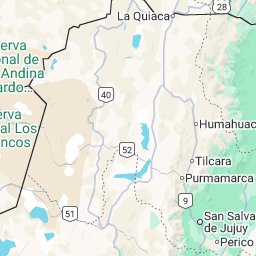 La Quiaca
28
erva
onal de
Andina
ardo...
40
erva
al Los
ncos
Humahuac
52
Tilcara
Purmamarca
9
51
San Salva
de Jujuy
Perico